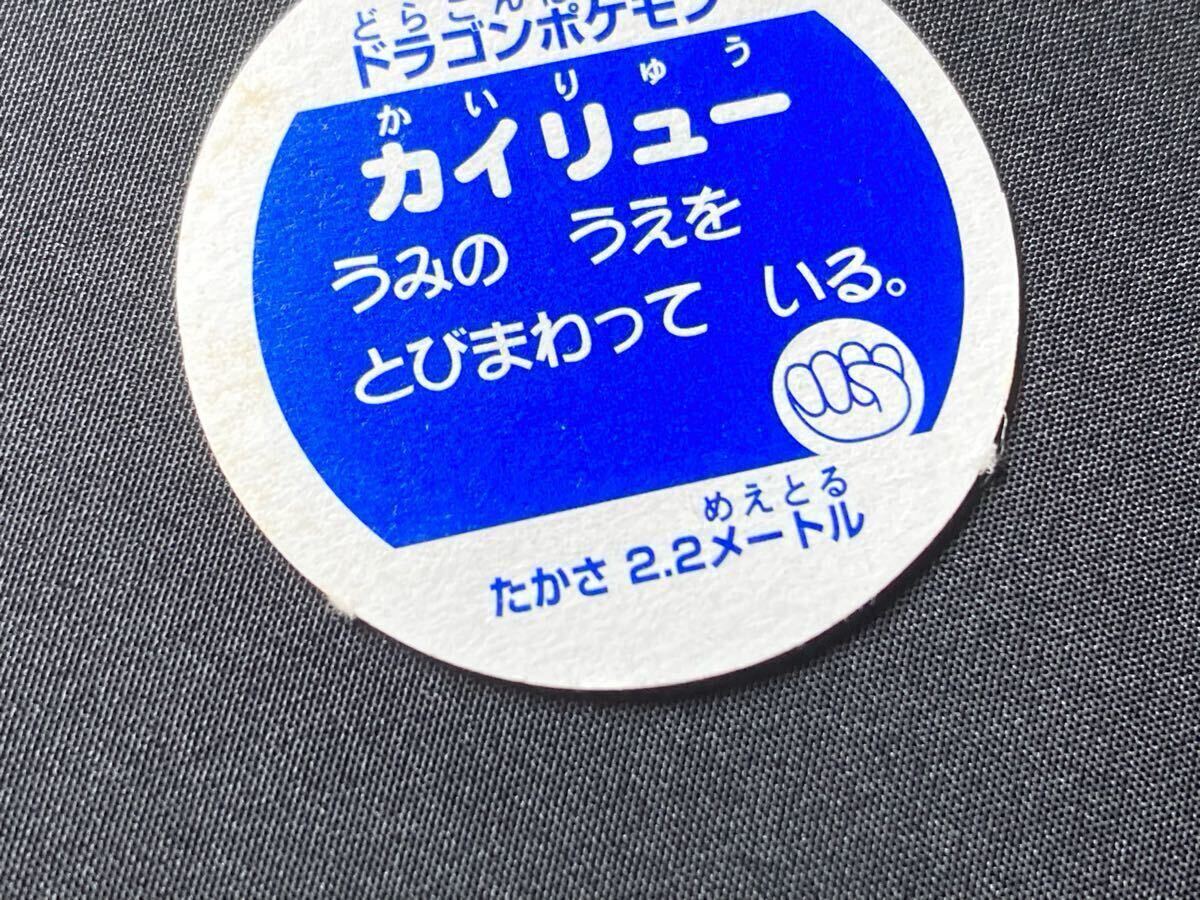 ドラゴンポケモン
かいりゅう
カイリュー
うみの うえを
とびまわって いる。
めえとる
たかさ 2.2メートル